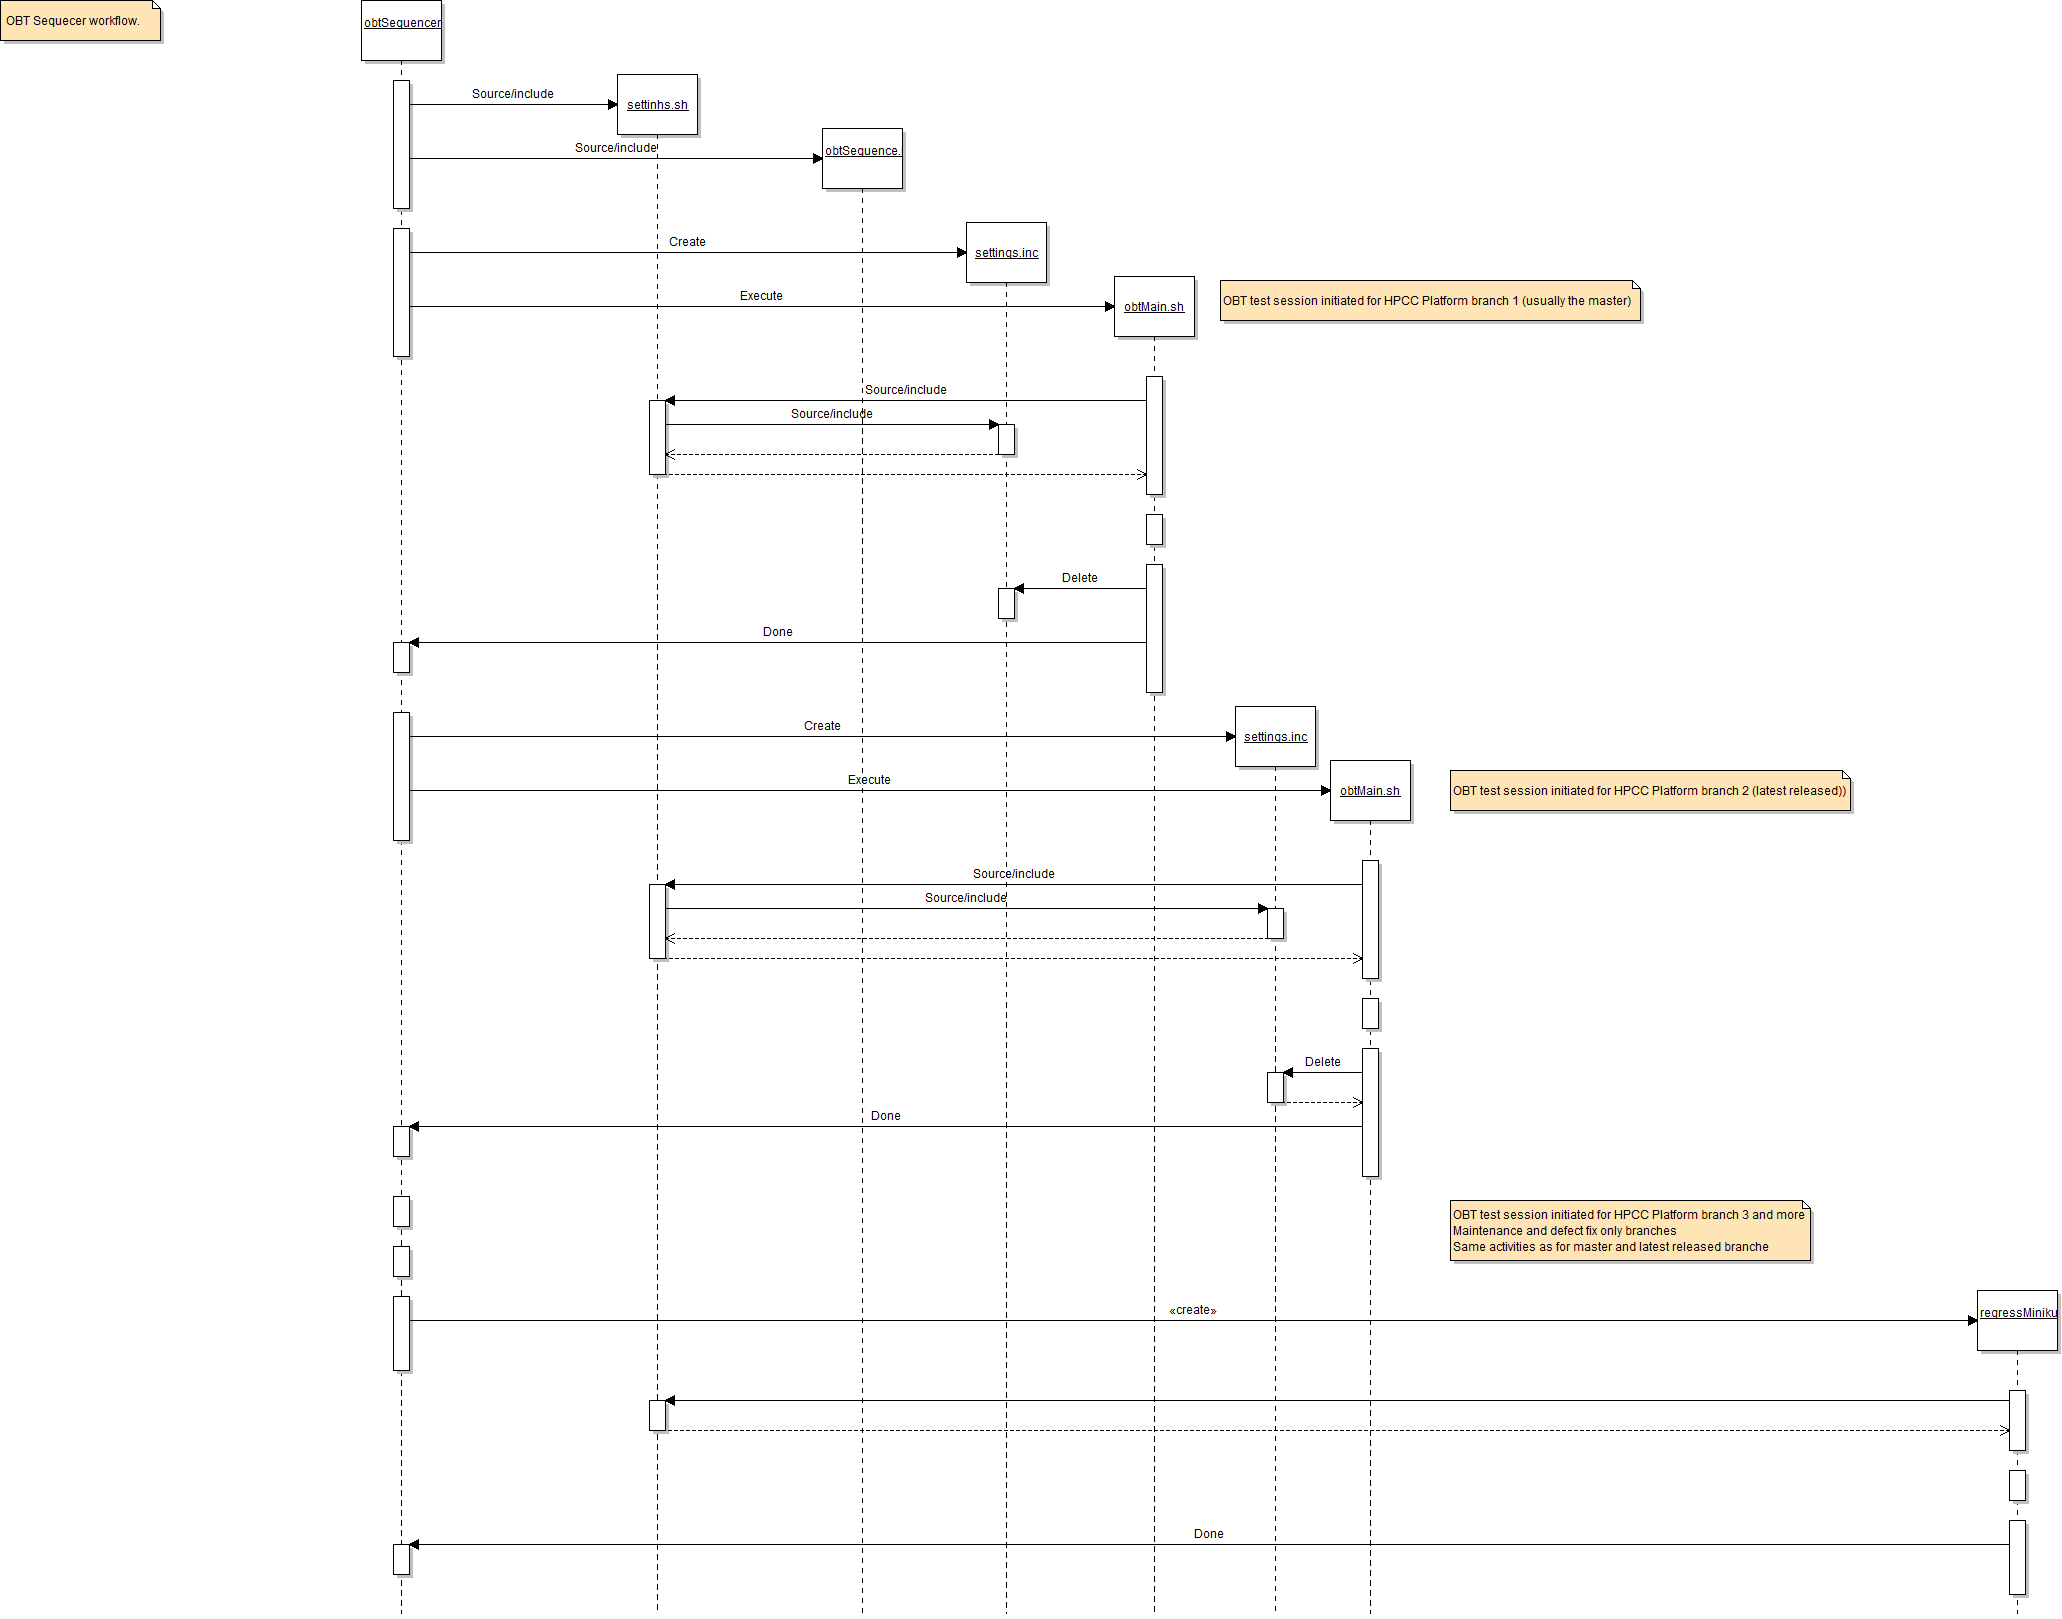 OBT Sequecer workflow.
obtSequencer
Source/include
settinhs.sh
Source/include
obtSequence.
Create
settings.inc
Execute
obtMain.sh
OBT test session initiated for HPCC Platform branch 1 (usually the master)
Source/include
Source/include
Delete
Done
Create
settings.inc
Execute
obtMain.sh
OBT test session initiated for HPCC Platform branch 2 (latest released))
Source/include
Source/include
Delete
Done
OBT test session initiated for HPCC Platform branch 3 and more
Maintenance and defect fix only branches
Same activities as for master and latest released branche
«create»
regressMiniku
Done